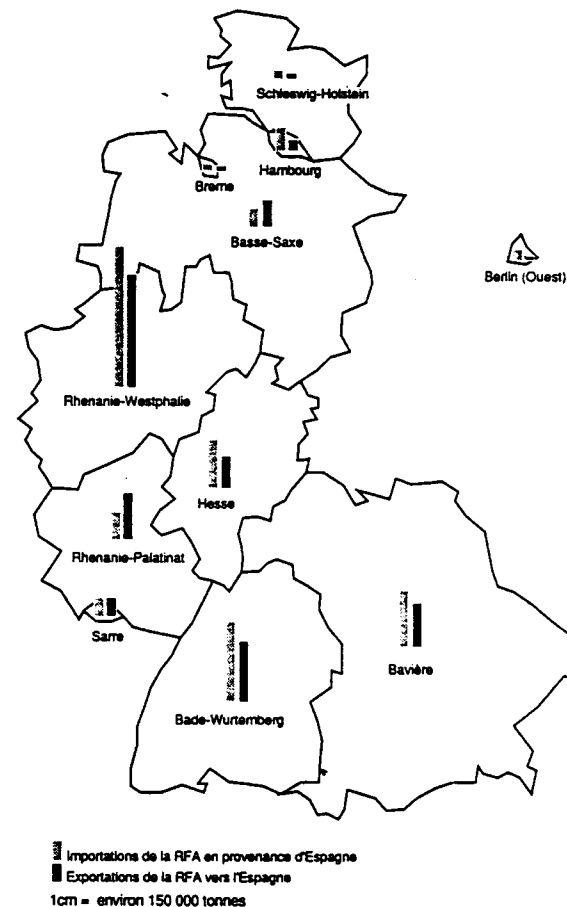 Schleswig-Holstein
Hambourg
Breme
Basse-Saxe
Berlin (Ouest)
Rhenanie-Westphalie
Hesse
Rhenanie-Palatinat
Sarre
Bavière
Bade-Wurtemberg
Importations de la RFA en provenance d'Espagne
Exportations de la RFA vers l'Espagne
1cm = environ 150 000 tonnes